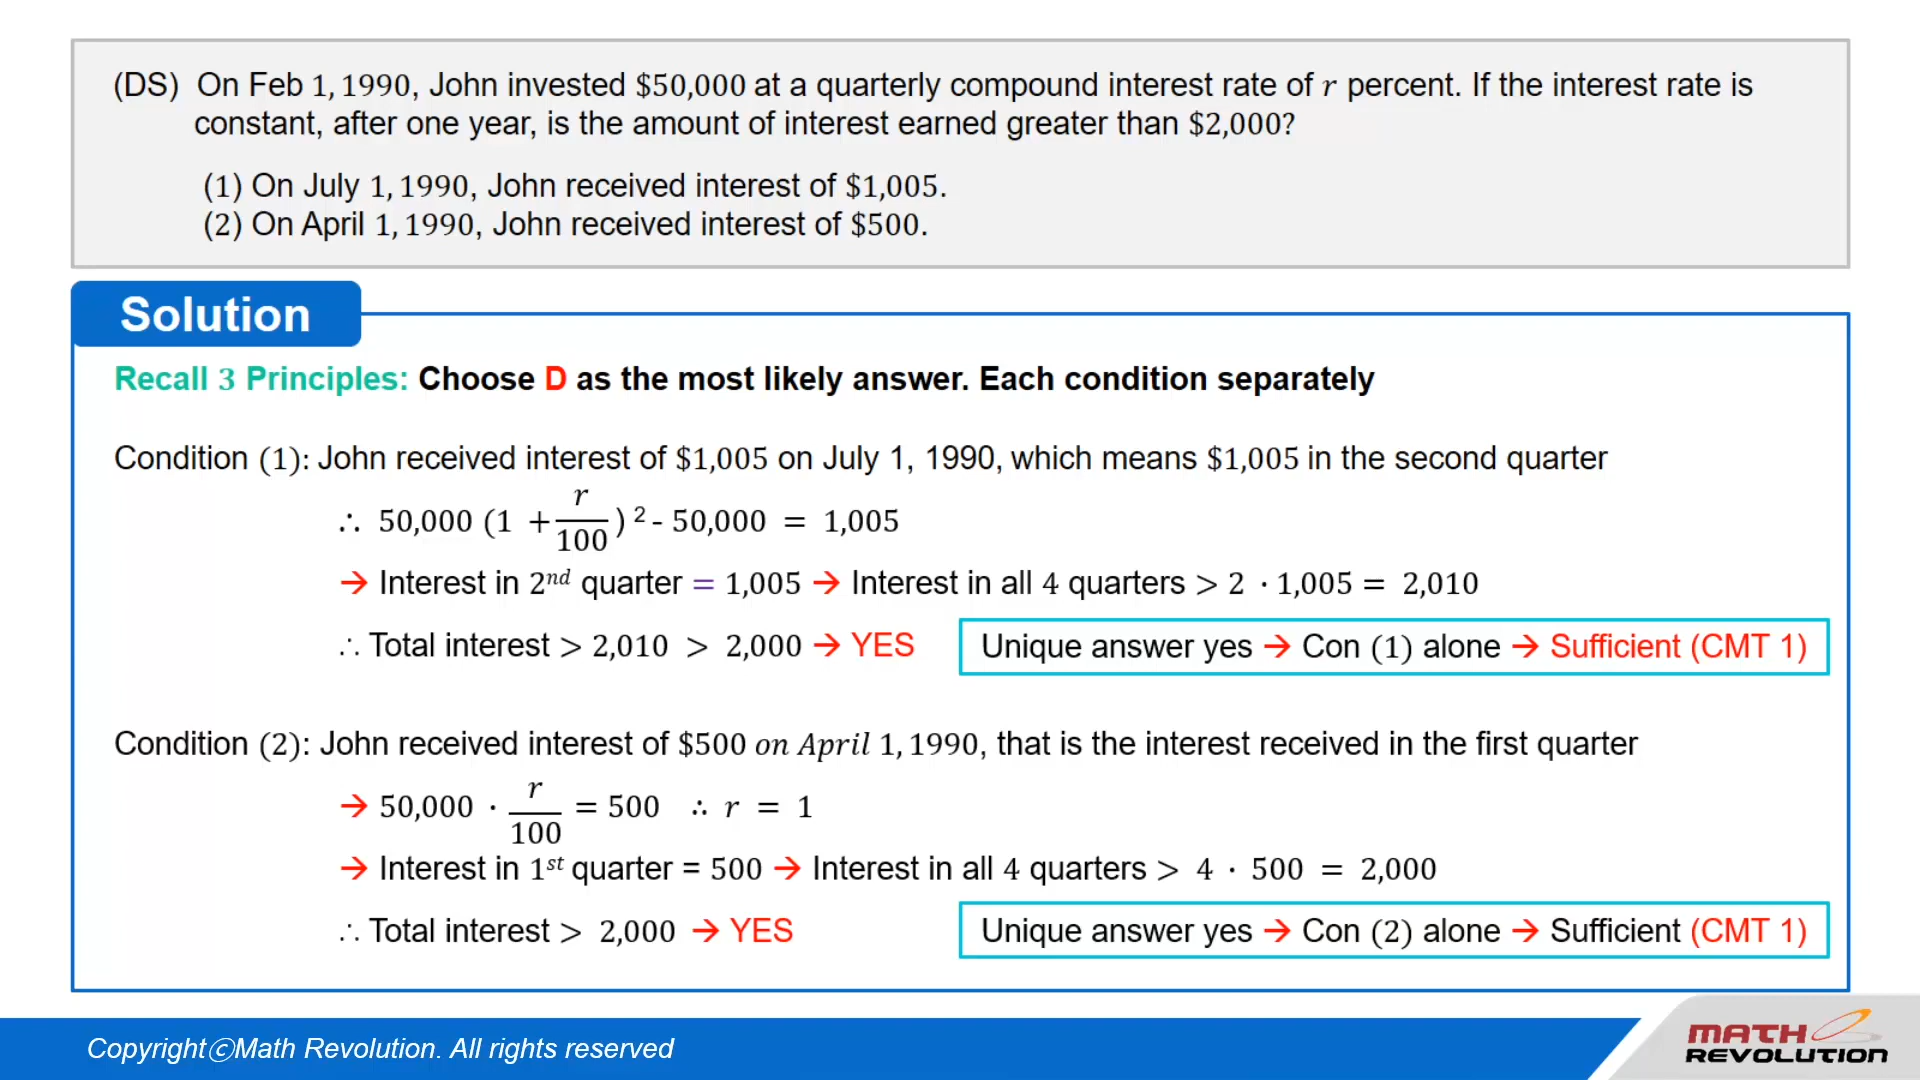 (DS) On Feb 1, 1990, John invested $50,000 at a quarterly compound interest rate of r percent. If the interest rate is
constant, after one year, is the amount of interest earned greater than $2,000?
(1) On July 1, 1990, John received interest of $1,005.
(2) On April 1, 1990, John received interest of $500.
Solution
Recall 3 Principles: Choose D as the most likely answer. Each condition separately
Condition (1): John received interest of $1,005 on July 1, 1990, which means $1,005 in the second quarter
∴ 50,000 (1 + r/100)² - 50,000 = 1,005
→ Interest in 2nd quarter = 1,005 → Interest in all 4 quarters > 2 · 1,005 = 2,010
∴ Total interest > 2,010 > 2,000 → YES
Unique answer yes → Con (1) alone → Sufficient (CMT 1)
Condition (2): John received interest of $500 on April 1, 1990, that is the interest received in the first quarter
→ 50,000 · r/100 = 500 ∴ r = 1
→ Interest in 1st quarter = 500 → Interest in all 4 quarters > 4 · 500 = 2,000
∴ Total interest > 2,000 → YES
Unique answer yes → Con (2) alone → Sufficient (CMT 1)
Copyrightⓒ Math Revolution. All rights reserved
MATH
REVOLUTION